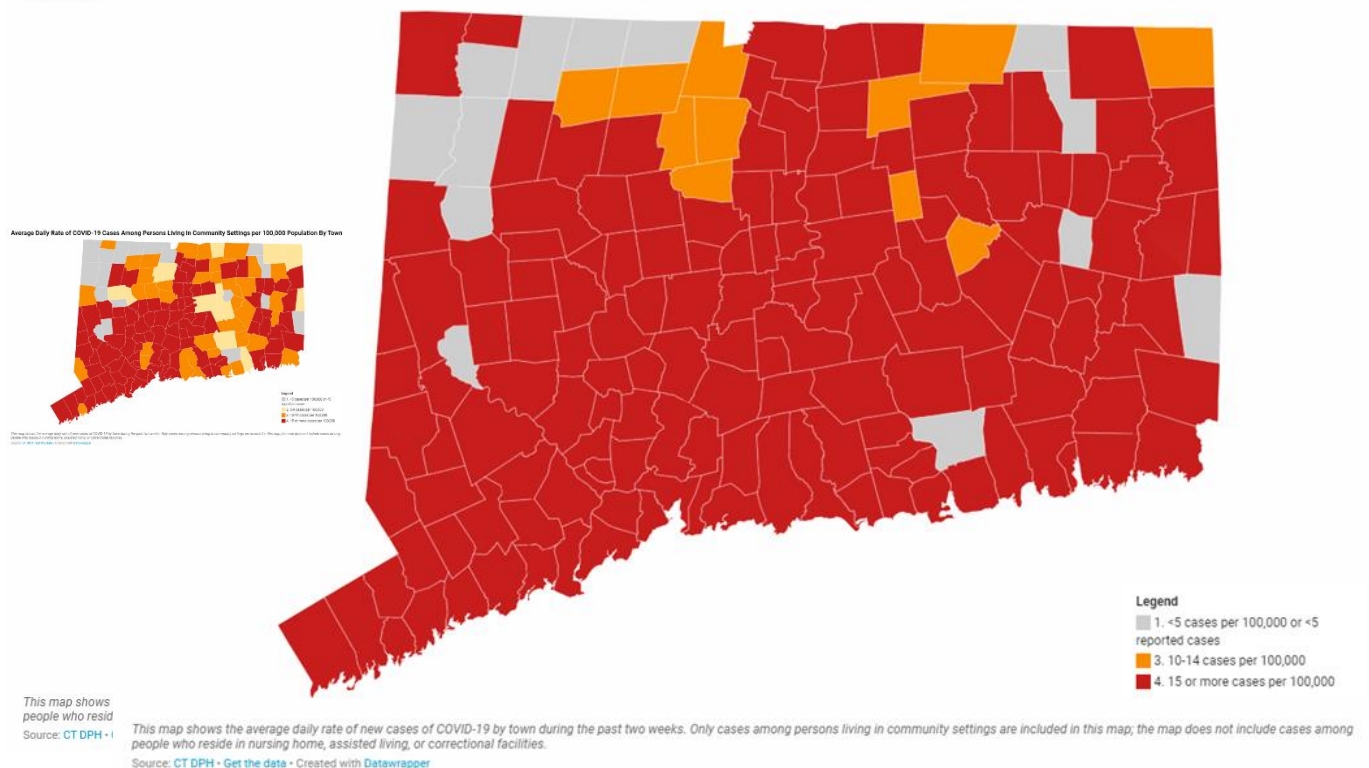 Average Daily Rate of COVID-19 Cases Among Persons Living In Community Settings per 100,000 Population By Town
Legend
1. <5 cases per 100,000 or <5
reported cases
3. 10-14 cases per 100,000
4. 15 or more cases per 100,000
This map shows
people who resid
Source: CT DPH •
This map shows the average daily rate of new cases of COVID-19 by town during the past two weeks. Only cases among persons living in community settings are included in this map; the map does not include cases among
people who reside in nursing home, assisted living, or correctional facilities.
Source: CT DPH • Get the data • Created with Datawrapper